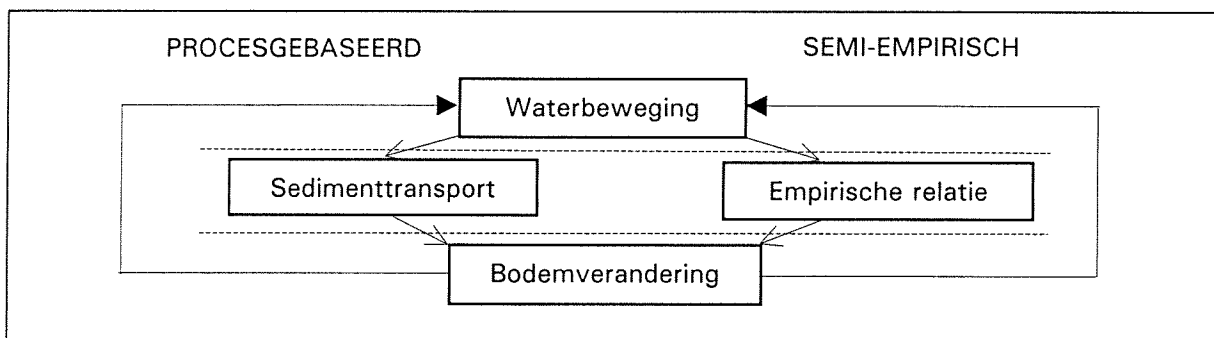 PROCESGEBASEERD
SEMI-EMPIRISCH
Waterbeweging
Sedimenttransport
Empirische relatie
Bodemverandering